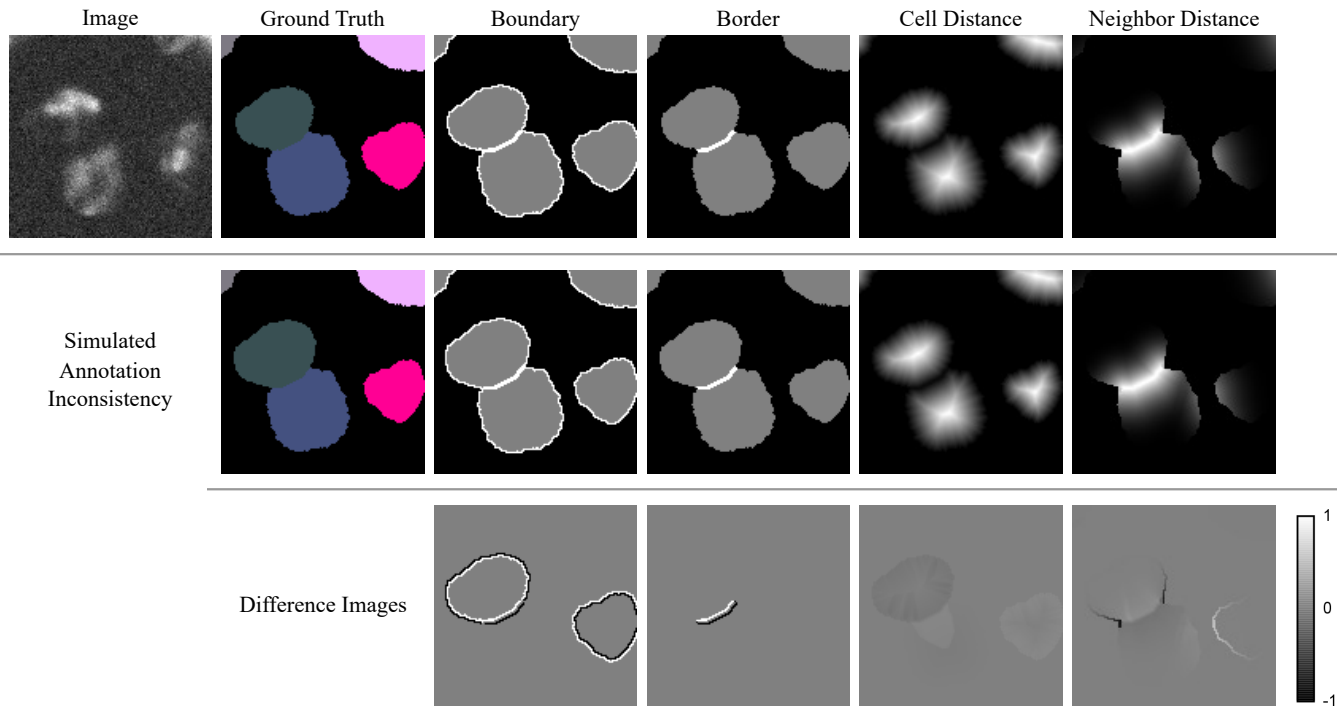 Image
Ground Truth
Boundary
Border
Cell Distance
Neighbor Distance
Simulated
Annotation
Inconsistency
Difference Images
1
0
-1